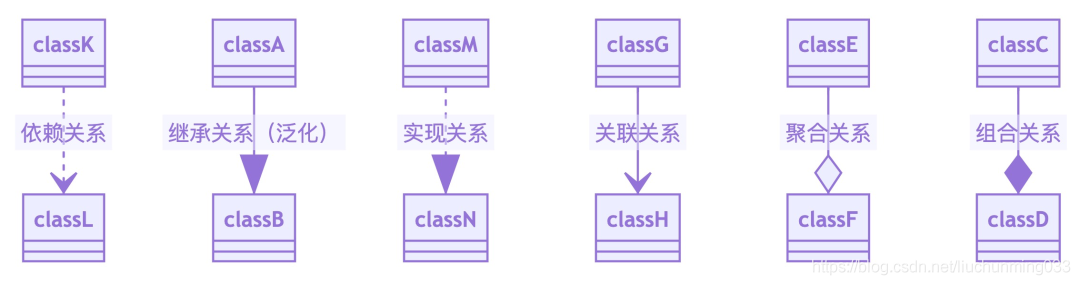 classK classA classM classG classE classC
依赖关系 继承关系（泛化） 实现关系 关联关系 聚合关系 组合关系
classL classB classN classH classF classD
https://blog.csdn.net/liuchunming033